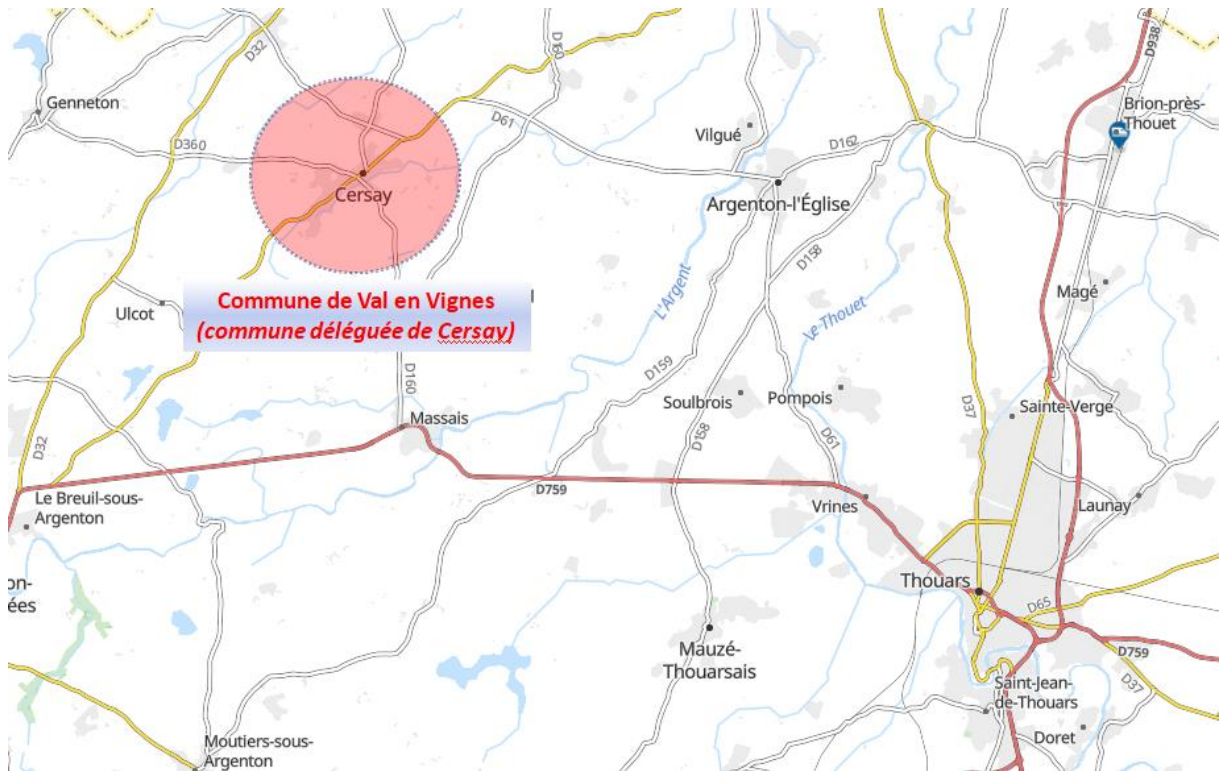 D32
D160
D938
Genneton
Brion-près-
Thouet
D61
Vilgué
D360
D162
Cersay
Argenton-l'Église
D158
L'Argent
Le-Thouet
Magé
Commune de Val en Vignes
(commune déléguée de Cersay)
Ulcot
D160
D159
Massais
Soulbrois
Pompois
D37
Sainte-Verge
D32
D158
D61
Le Breuil-sous-
Argenton
D759
Vrines
Launay
on-
ées
Thouars
D65
Mauzé-
Thouarsais
D759
D37
Saint-Jean-
de-Thouars
Doret
Moutiers-sous-
Argenton